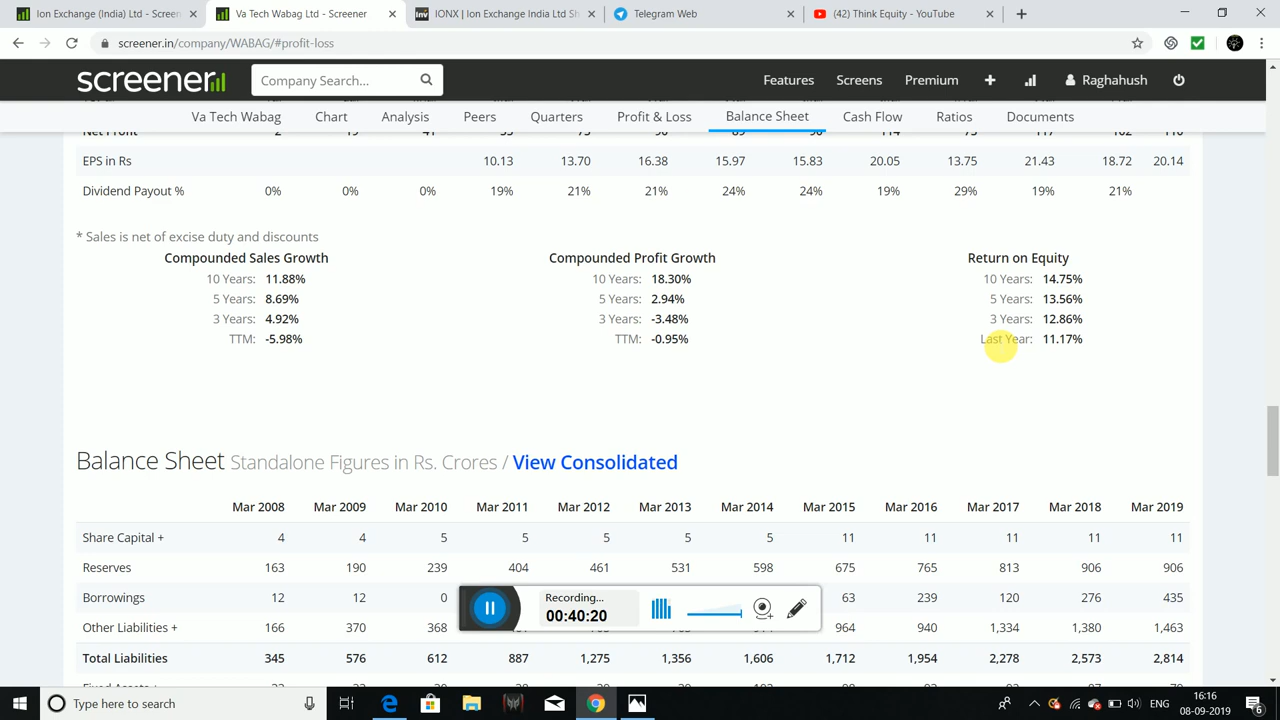 Ion Exchange (India) Ltd - Screen
Va Tech Wabag Ltd - Screener
IONX | Ion Exchange India Ltd Sh
Telegram Web
(42) Think Equity - YouTube
screener.in/company/WABAG/#profit-loss
screener
Company Search...
Features
Screens
Premium
Raghahush
Va Tech Wabag
Chart
Analysis
Peers
Quarters
Profit & Loss
Balance Sheet
Cash Flow
Ratios
Documents
Net Profit
EPS in Rs 10.13 13.70 16.38 15.97 15.83 20.05 13.75 21.43 18.72 20.14
Dividend Payout % 0% 0% 0% 19% 21% 21% 24% 24% 19% 29% 19% 21%
* Sales is net of excise duty and discounts
Compounded Sales Growth
10 Years: 11.88%
5 Years: 8.69%
3 Years: 4.92%
TTM: -5.98%
Compounded Profit Growth
10 Years: 18.30%
5 Years: 2.94%
3 Years: -3.48%
TTM: -0.95%
Return on Equity
10 Years: 14.75%
5 Years: 13.56%
3 Years: 12.86%
Last Year: 11.17%
Balance Sheet Standalone Figures in Rs. Crores / View Consolidated
Mar 2008 Mar 2009 Mar 2010 Mar 2011 Mar 2012 Mar 2013 Mar 2014 Mar 2015 Mar 2016 Mar 2017 Mar 2018 Mar 2019
Share Capital + 4 4 5 5 5 5 5 11 11 11 11 11
Reserves 163 190 239 404 461 531 598 675 765 813 906 906
Borrowings 12 12 0 63 239 120 276 435
Other Liabilities + 166 370 368 964 940 1,334 1,380 1,463
Total Liabilities 345 576 612 887 1,275 1,356 1,606 1,712 1,954 2,278 2,573 2,814
Recording...
00:40:20
Type here to search
ENG
16:16
08-09-2019
6